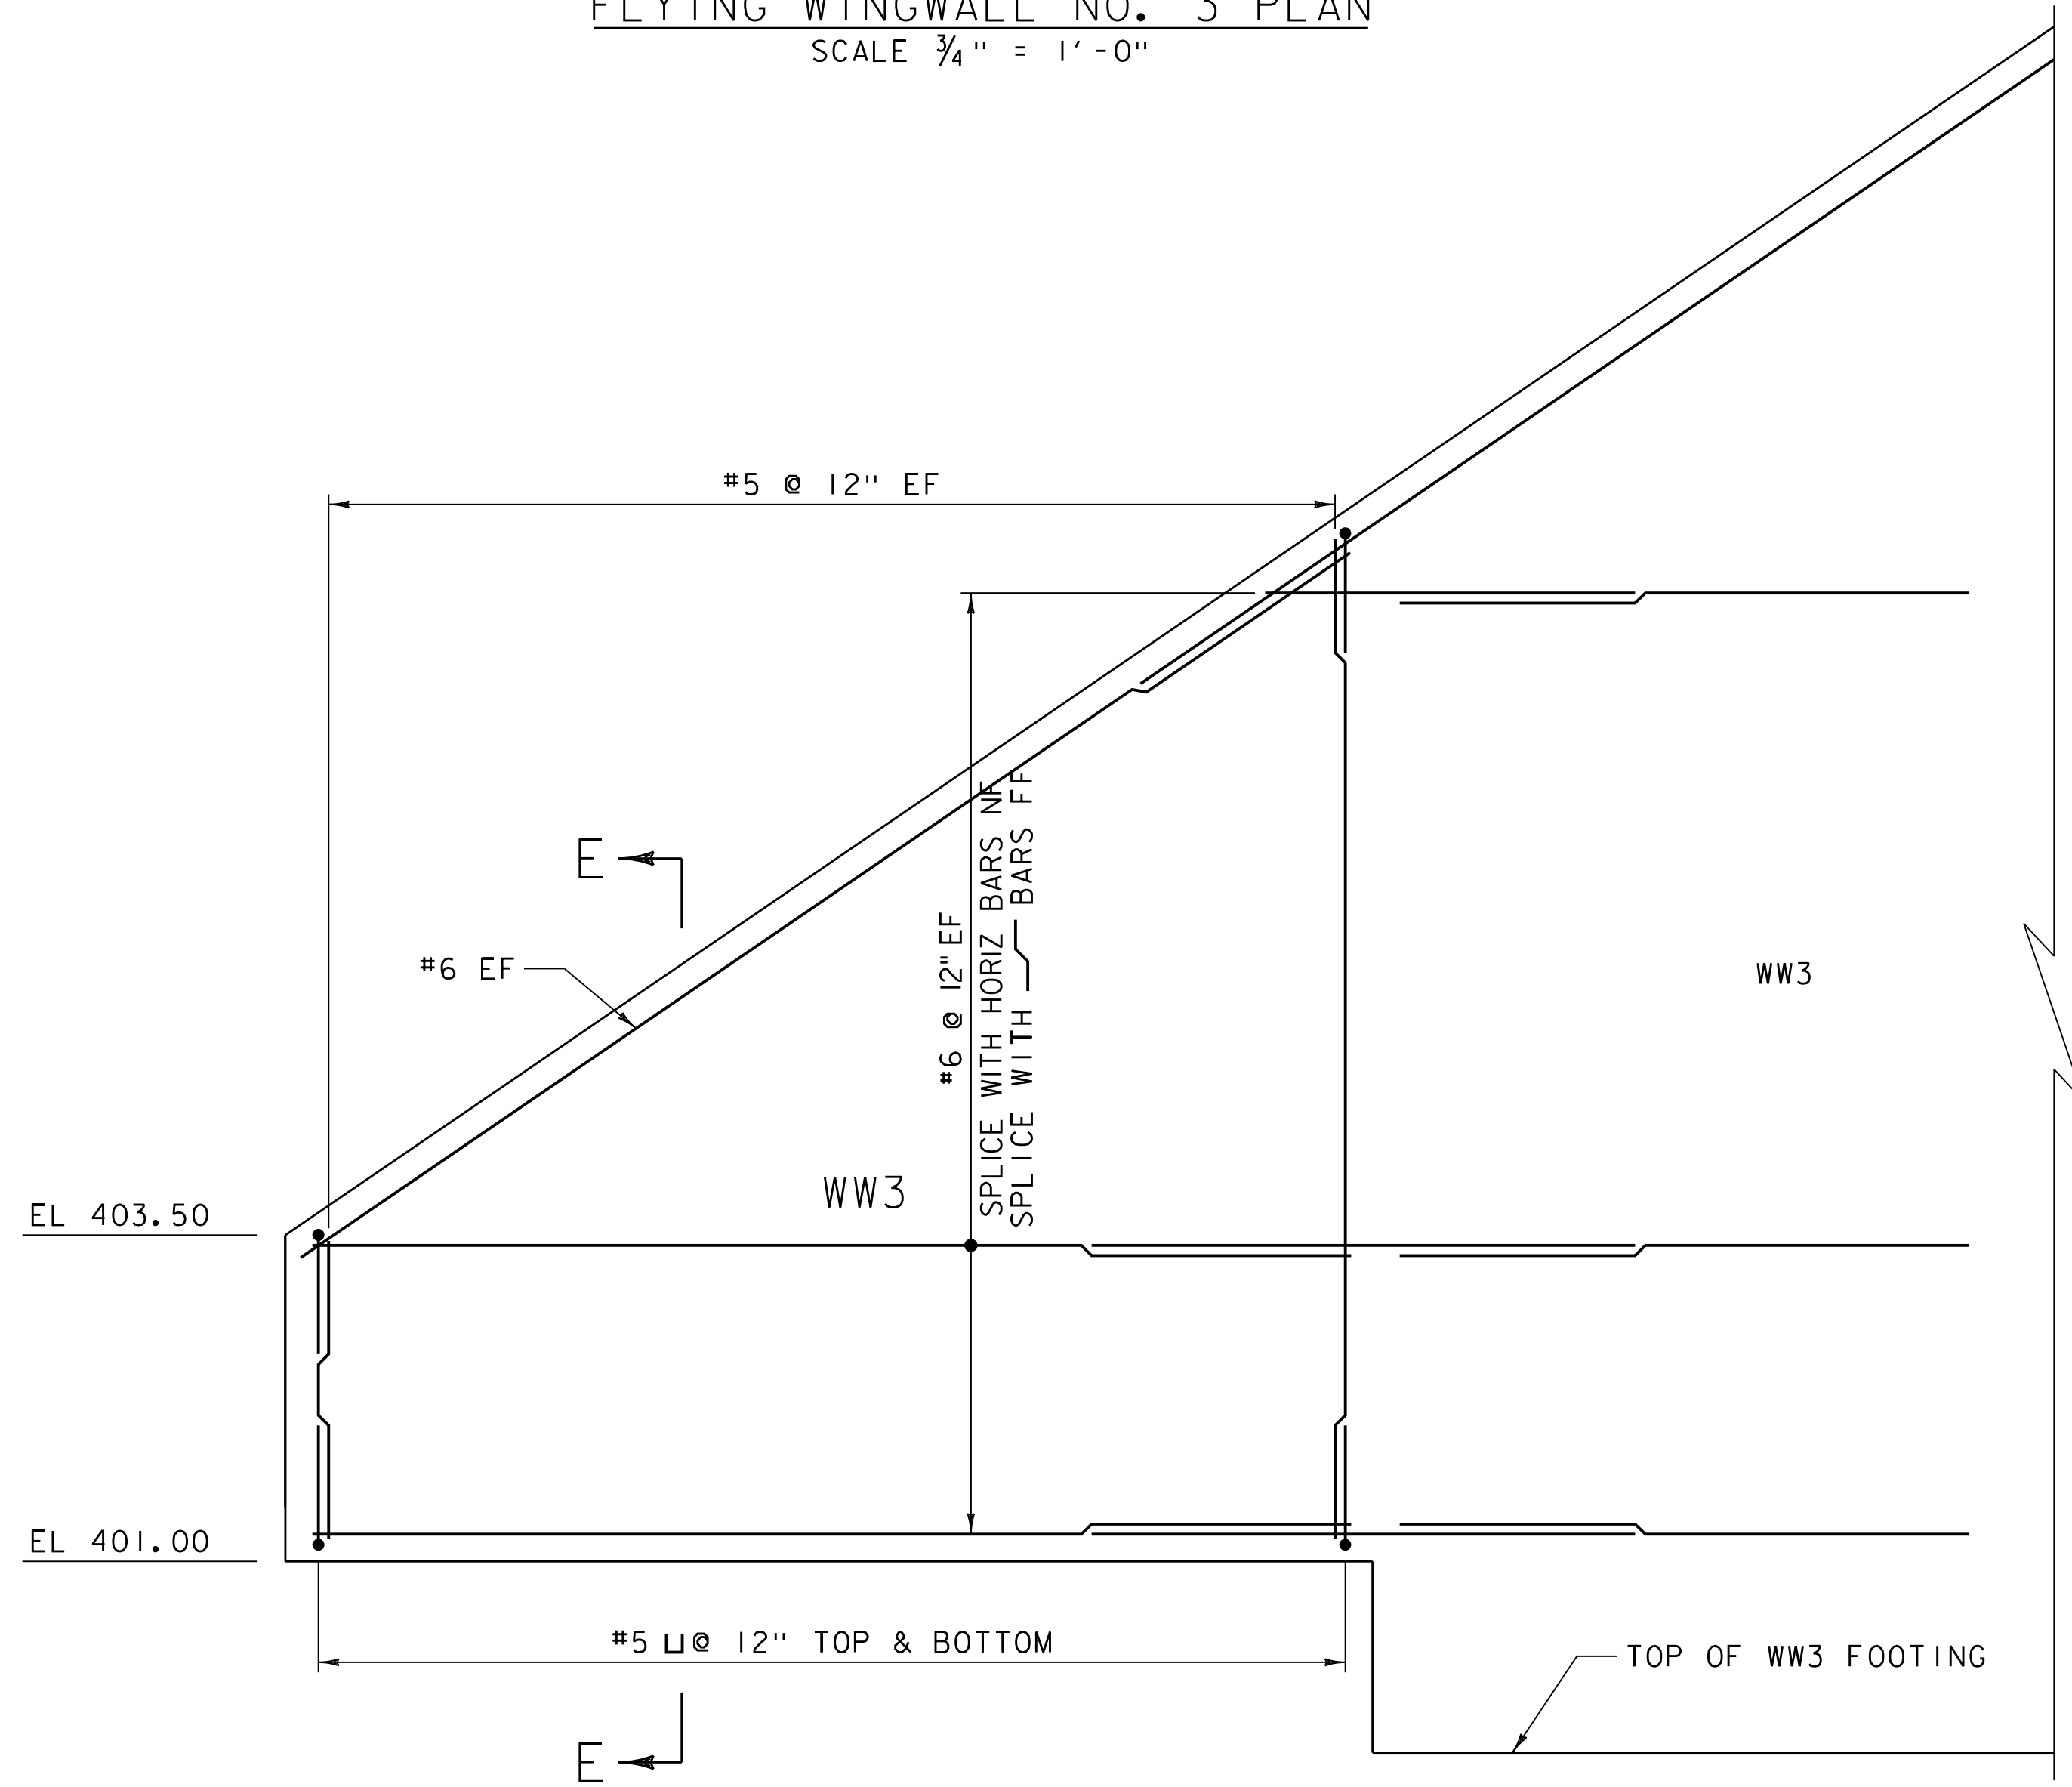 FLYING WINGWALL NO. 3 PLAN
SCALE 3/4" = 1'-0"
#5 @ 12" EF
E
#6 EF
#6 @ 12" EF
SPLICE WITH HORIZ BARS NF
SPLICE WITH BARS FF
WW3
WW3
EL 403.50
EL 401.00
#5 ⊔ @ 12" TOP & BOTTOM
TOP OF WW3 FOOTING
E